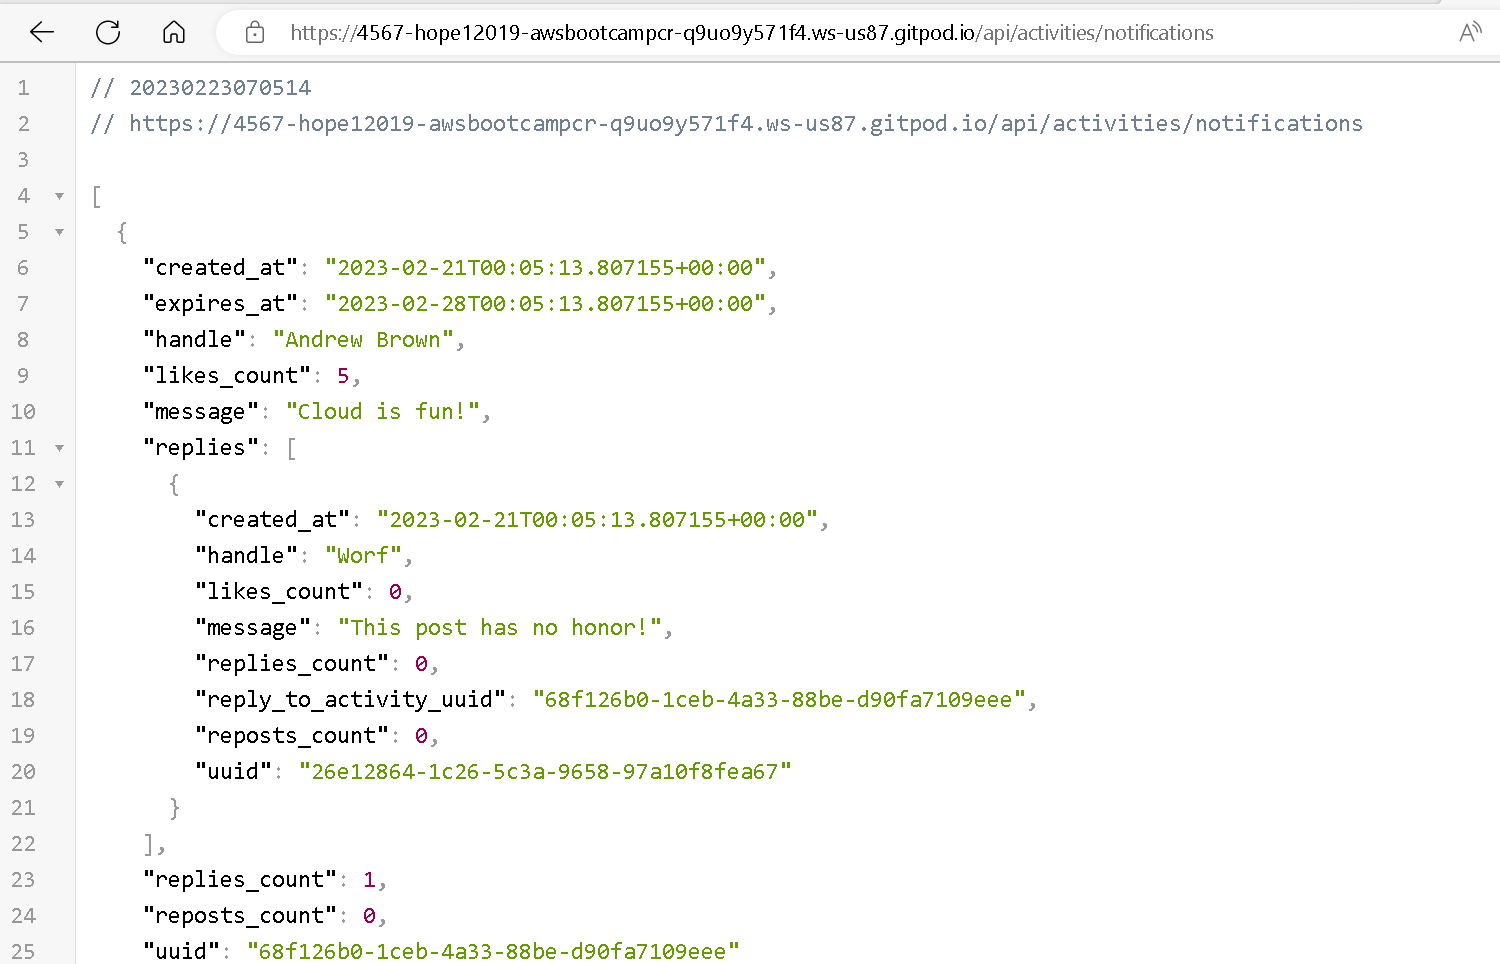 https://4567-hope12019-awsbootcampcr-q9uo9y571f4.ws-us87.gitpod.io/api/activities/notifications
1 // 20230223070514
2 // https://4567-hope12019-awsbootcampcr-q9uo9y571f4.ws-us87.gitpod.io/api/activities/notifications
3
4 [
5 {
6 "created_at": "2023-02-21T00:05:13.807155+00:00",
7 "expires_at": "2023-02-28T00:05:13.807155+00:00",
8 "handle": "Andrew Brown",
9 "likes_count": 5,
10 "message": "Cloud is fun!",
11 "replies": [
12 {
13 "created_at": "2023-02-21T00:05:13.807155+00:00",
14 "handle": "Worf",
15 "likes_count": 0,
16 "message": "This post has no honor!",
17 "replies_count": 0,
18 "reply_to_activity_uuid": "68f126b0-1ceb-4a33-88be-d90fa7109eee",
19 "reposts_count": 0,
20 "uuid": "26e12864-1c26-5c3a-9658-97a10f8fea67"
21 }
22 ],
23 "replies_count": 1,
24 "reposts_count": 0,
25 "uuid": "68f126b0-1ceb-4a33-88be-d90fa7109eee"